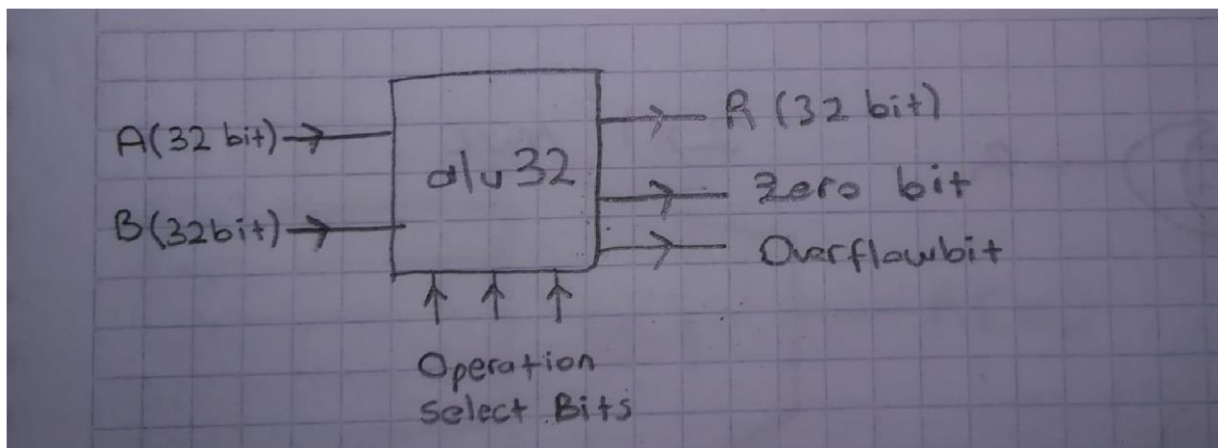 A(32 bit)
B(32bit)
alu32
R (32 bit)
Zero bit
Overflowbit
Operation
Select Bits